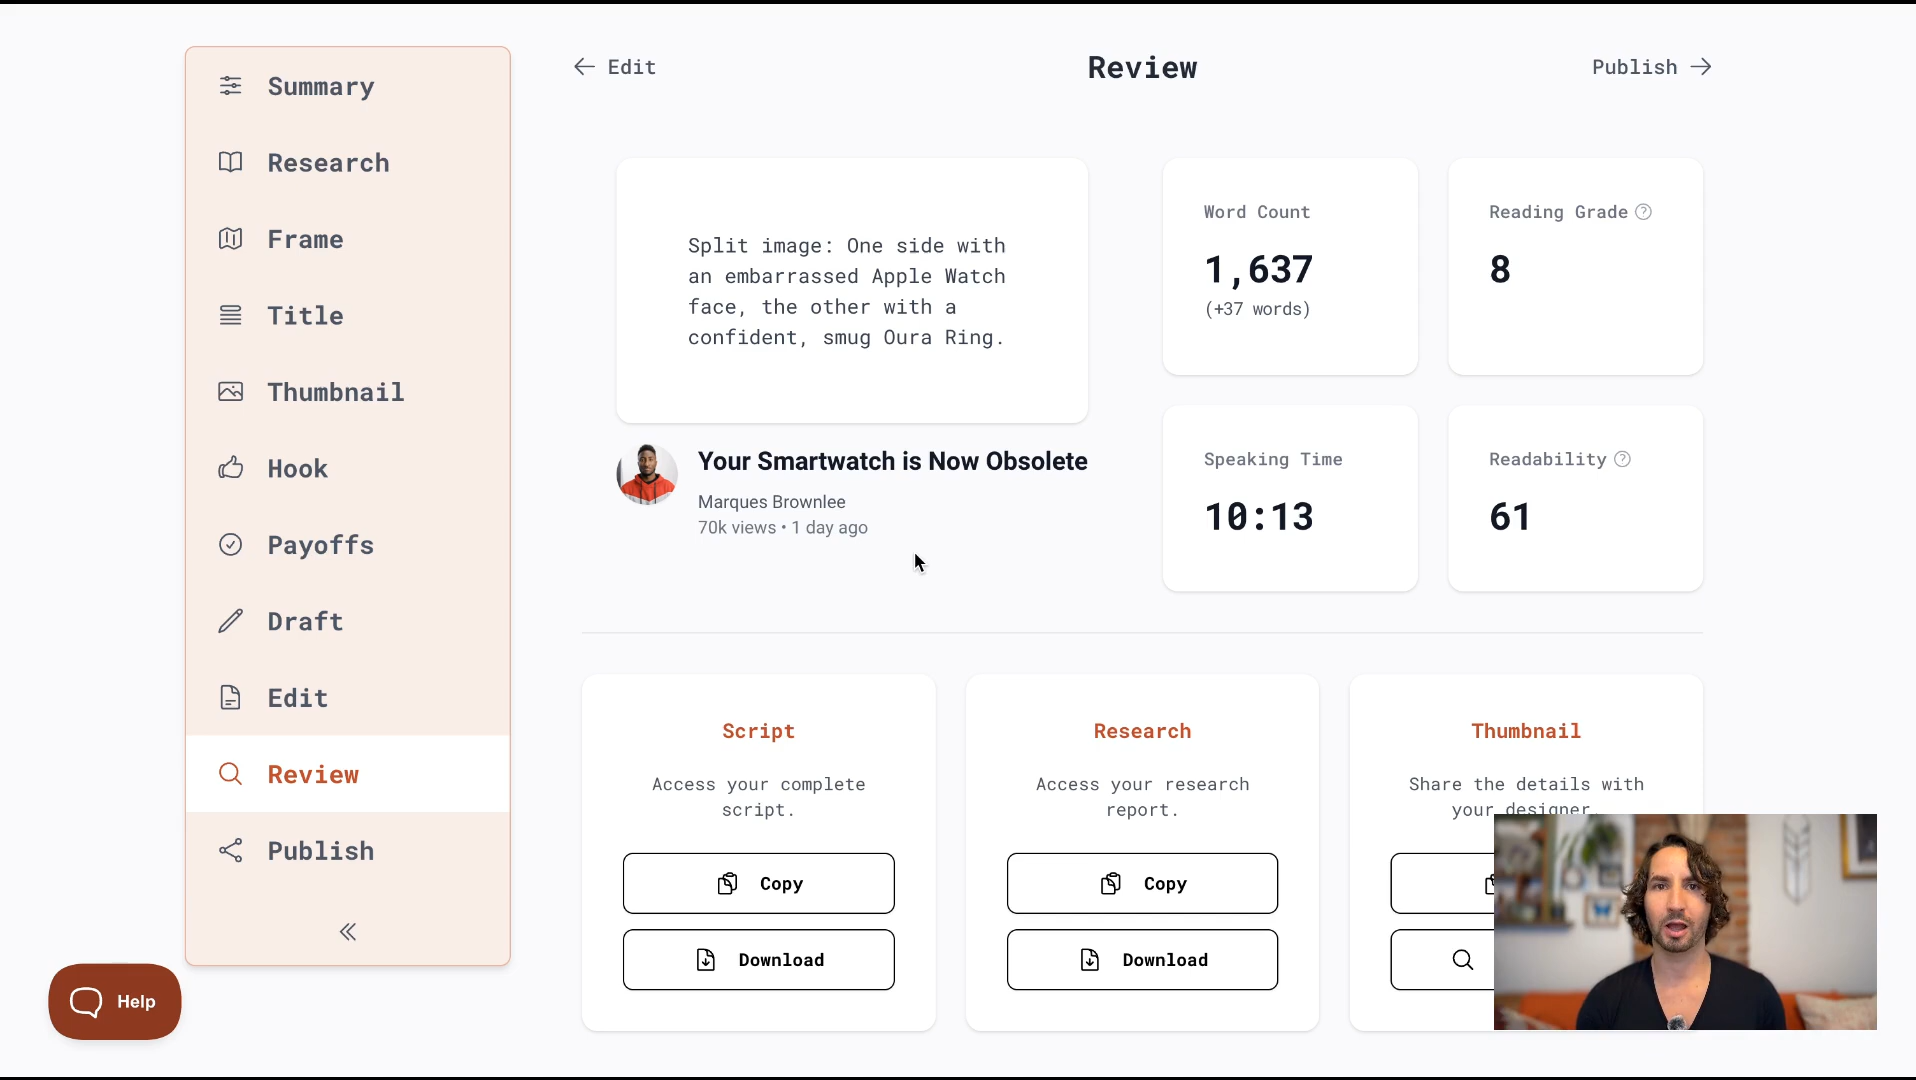 Summary
Research
Frame
Title
Thumbnail
Hook
Payoffs
Draft
Edit
Review
Publish
Help
Edit
Review
Publish
Split image: One side with
an embarrassed Apple Watch
face, the other with a
confident, smug Oura Ring.
Your Smartwatch is Now Obsolete
Marques Brownlee
70k views • 1 day ago
Word Count
1,637
(+37 words)
Reading Grade
8
Speaking Time
10:13
Readability
61
Script
Access your complete
script.
Copy
Download
Research
Access your research
report.
Copy
Download
Thumbnail
Share the details with
your designer.